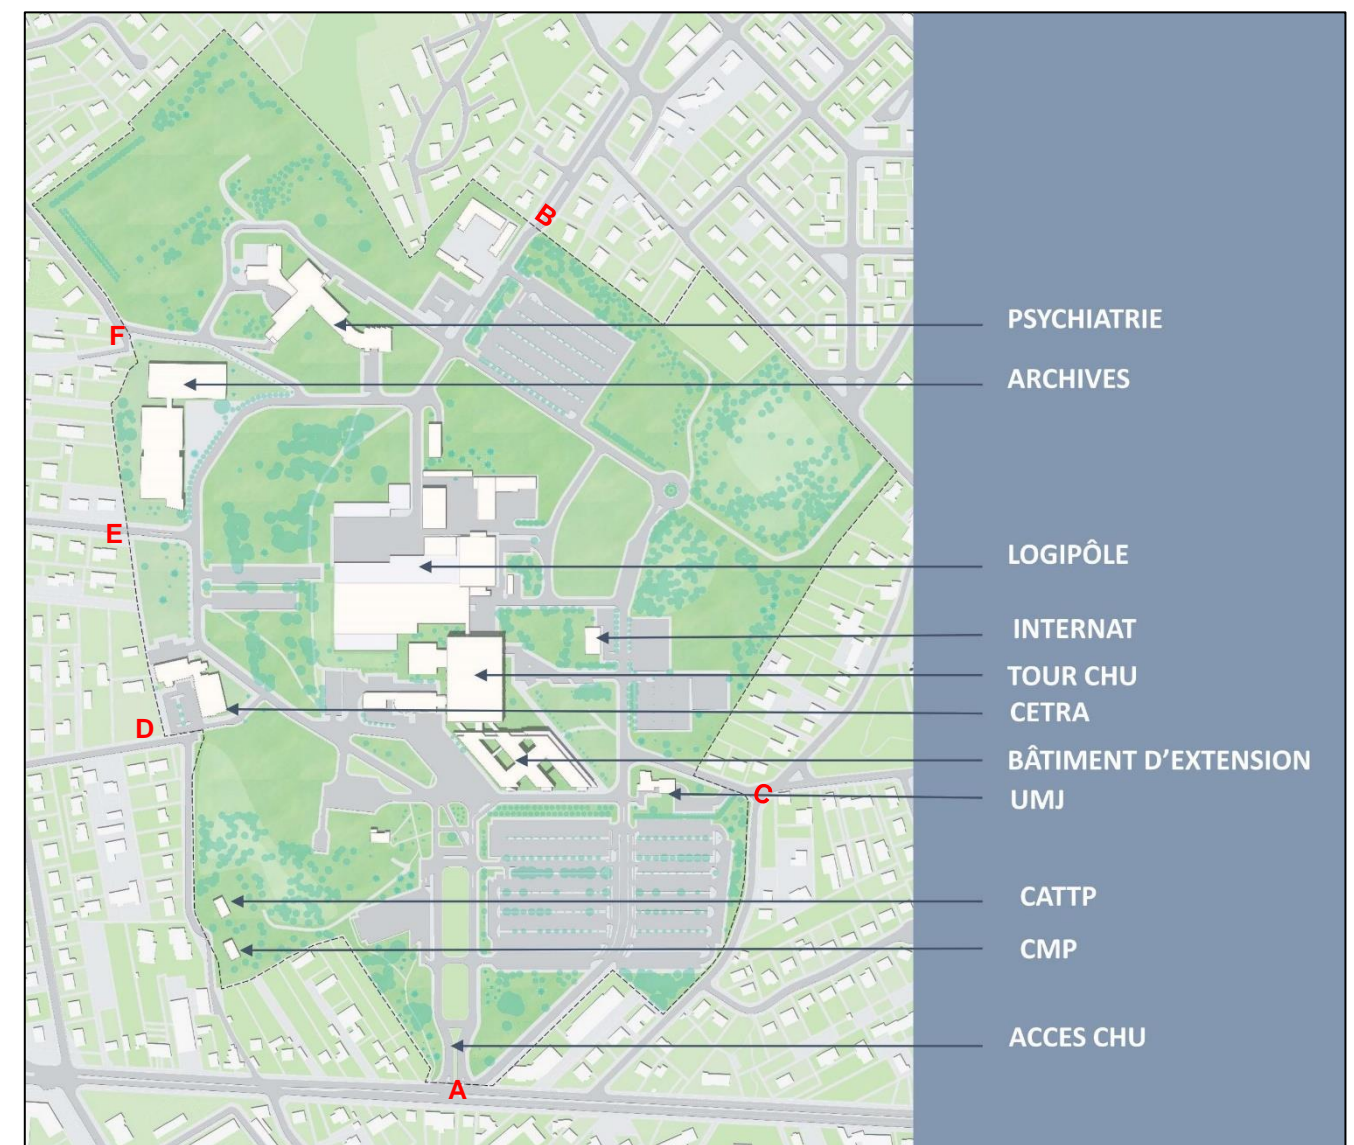 B
F
PSYCHIATRIE
ARCHIVES
E
LOGIPÔLE
INTERNAT
TOUR CHU
CETRA
D
BÂTIMENT D'EXTENSION
C
UMJ
CATTP
CMP
ACCES CHU
A